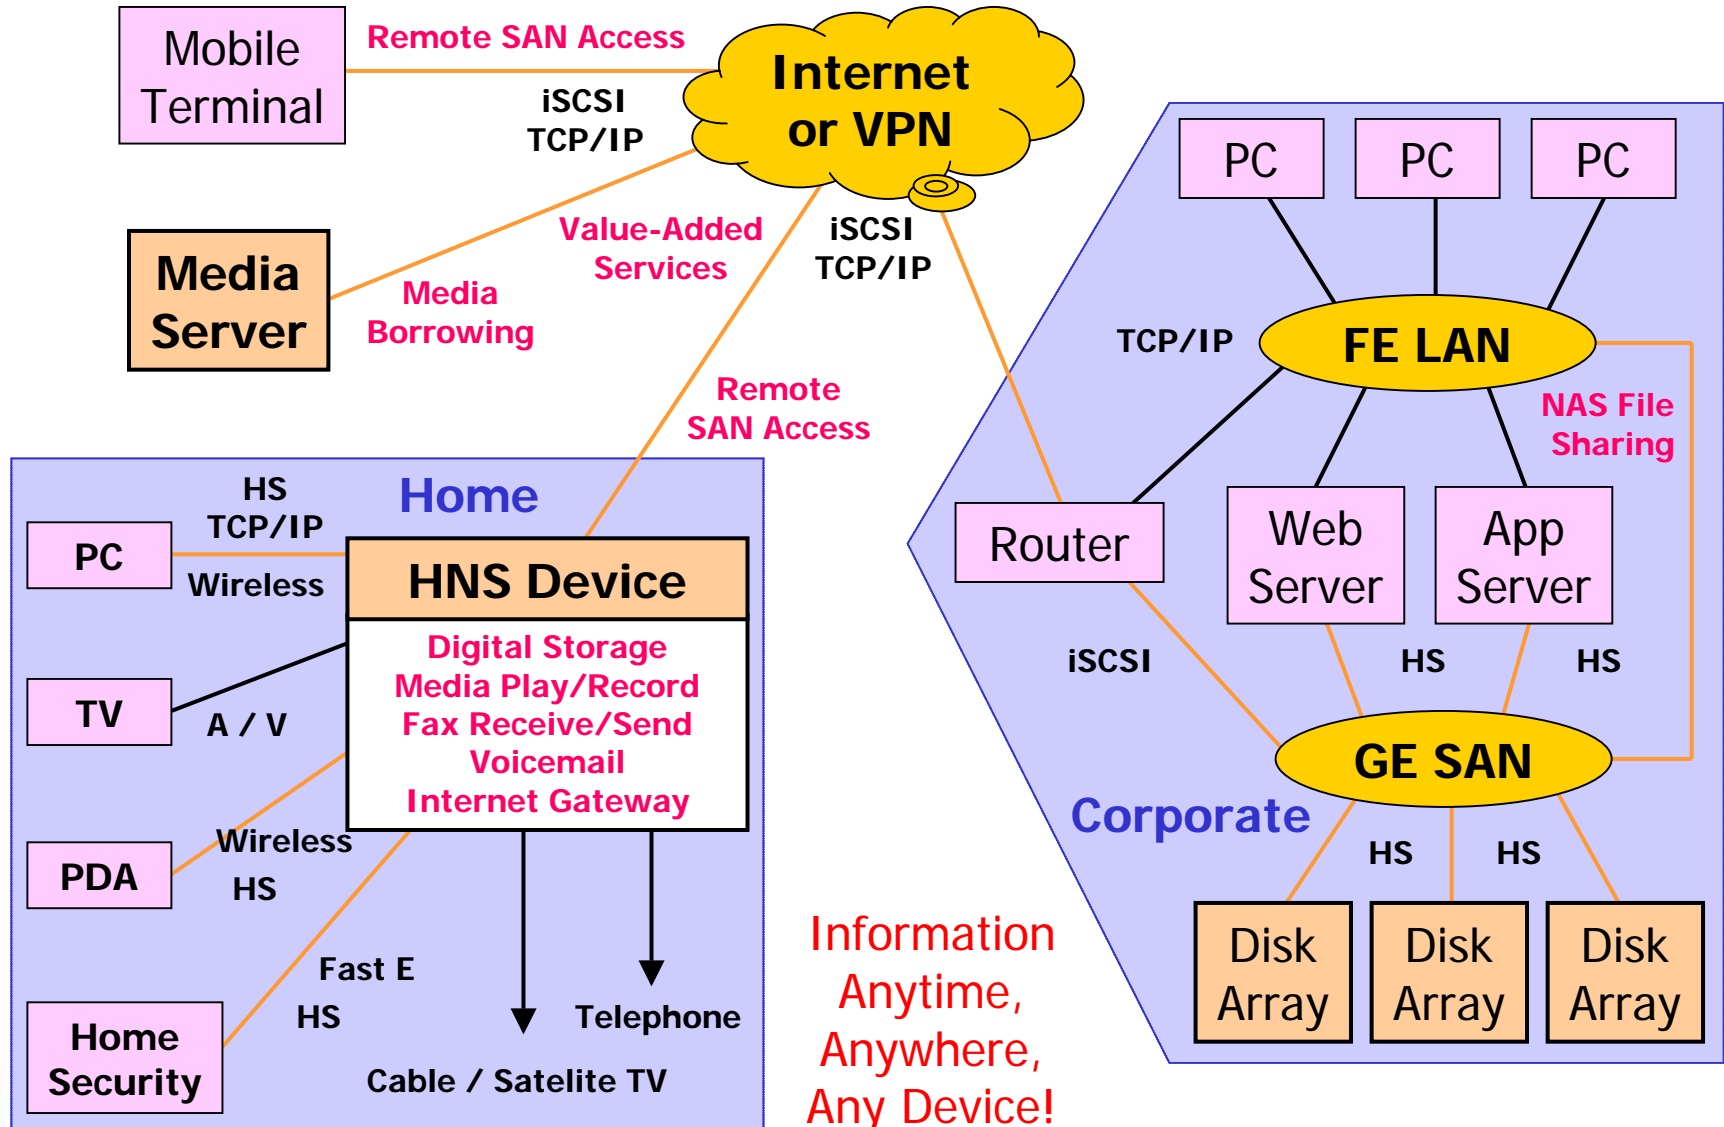 Mobile
Terminal
Remote SAN Access
iSCSI
TCP/IP
Internet
or VPN
Media
Server
Media
Borrowing
Value-Added
Services
iSCSI
TCP/IP
Remote
SAN Access
Home
HS
TCP/IP
PC
Wireless
HNS Device
Digital Storage
Media Play/Record
Fax Receive/Send
Voicemail
Internet Gateway
TV
A / V
PDA
Wireless
HS
Home
Security
Fast E
HS
Telephone
Cable / Satelite TV
Information
Anytime,
Anywhere,
Any Device!
PC
PC
PC
TCP/IP
FE LAN
NAS File
Sharing
Router
Web
Server
App
Server
iSCSI
HS
HS
GE SAN
Corporate
HS
HS
Disk
Array
Disk
Array
Disk
Array